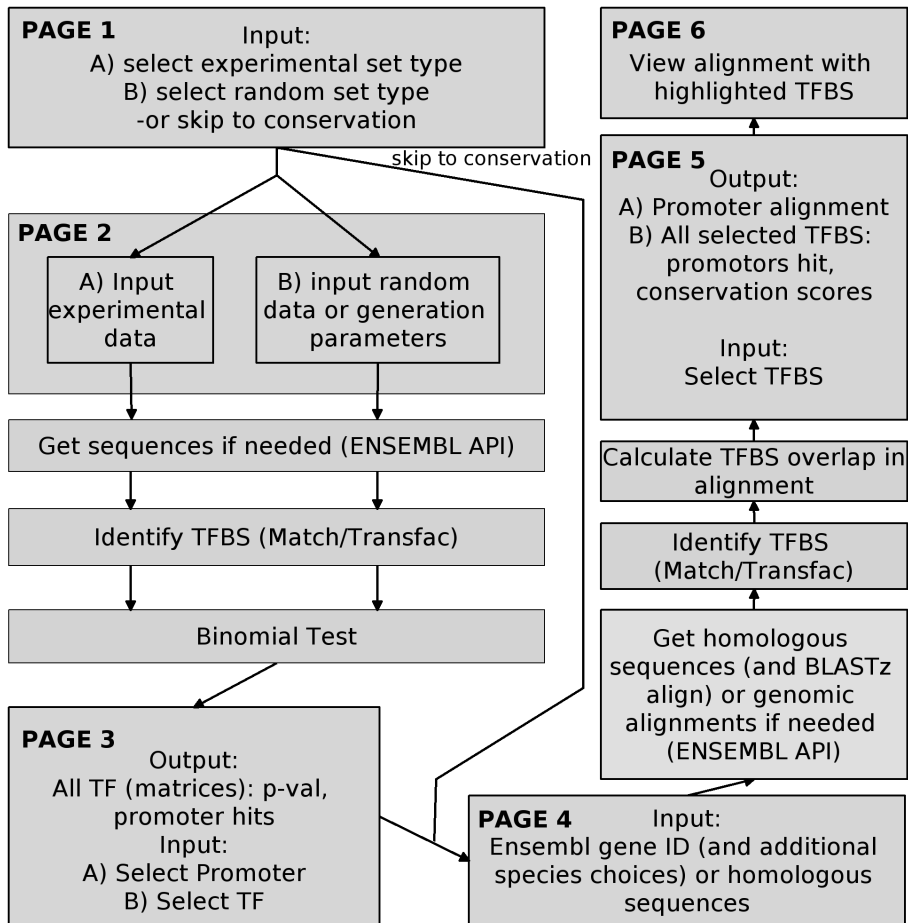 PAGE 1
Input:
A) select experimental set type
B) select random set type
-or skip to conservation
skip to conservation
PAGE 2
A) Input
experimental
data
B) input random
data or generation
parameters
Get sequences if needed (ENSEMBL API)
Identify TFBS (Match/Transfac)
Binomial Test
PAGE 3
Output:
All TF (matrices): p-val,
promoter hits
Input:
A) Select Promoter
B) Select TF
PAGE 4
Input:
Ensembl gene ID (and additional
species choices) or homologous
sequences
Get homologous
sequences (and BLASTz
align) or genomic
alignments if needed
(ENSEMBL API)
Identify TFBS
(Match/Transfac)
Calculate TFBS overlap in
alignment
PAGE 5
Output:
A) Promoter alignment
B) All selected TFBS:
promotors hit,
conservation scores
Input:
Select TFBS
PAGE 6
View alignment with
highlighted TFBS